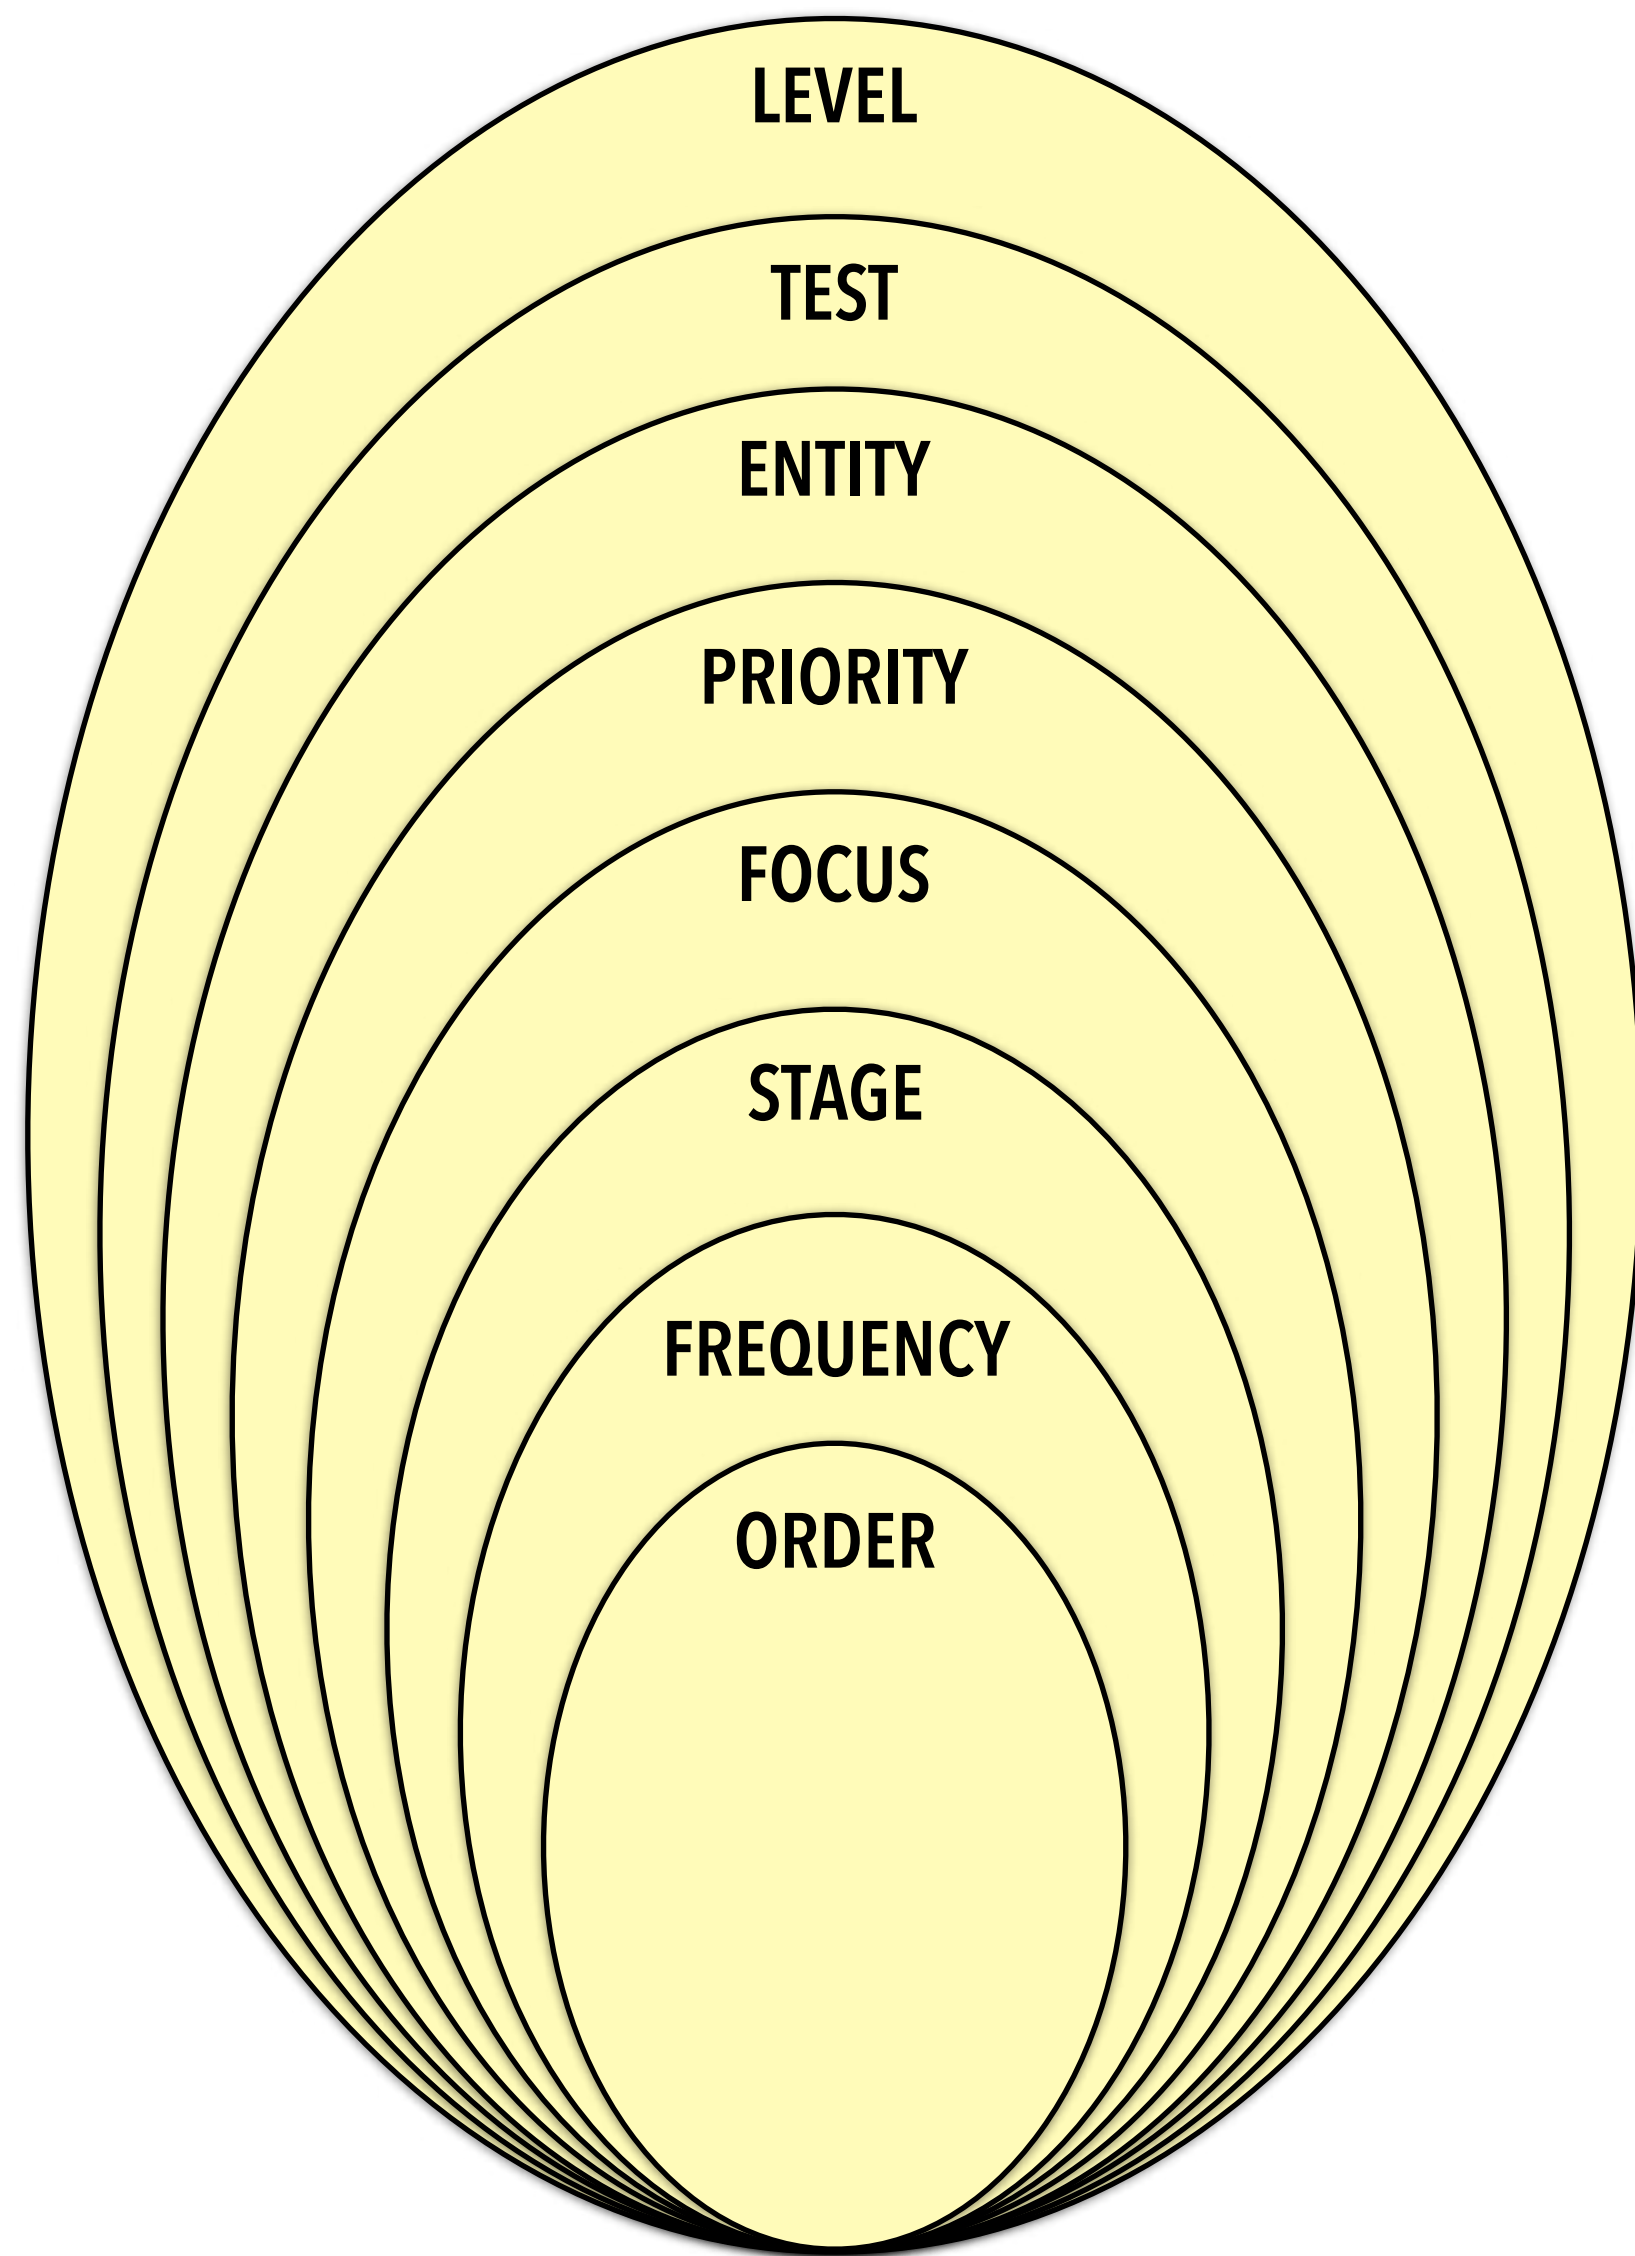 LEVEL
TEST
ENTITY
PRIORITY
FOCUS
STAGE
FREQUENCY
ORDER